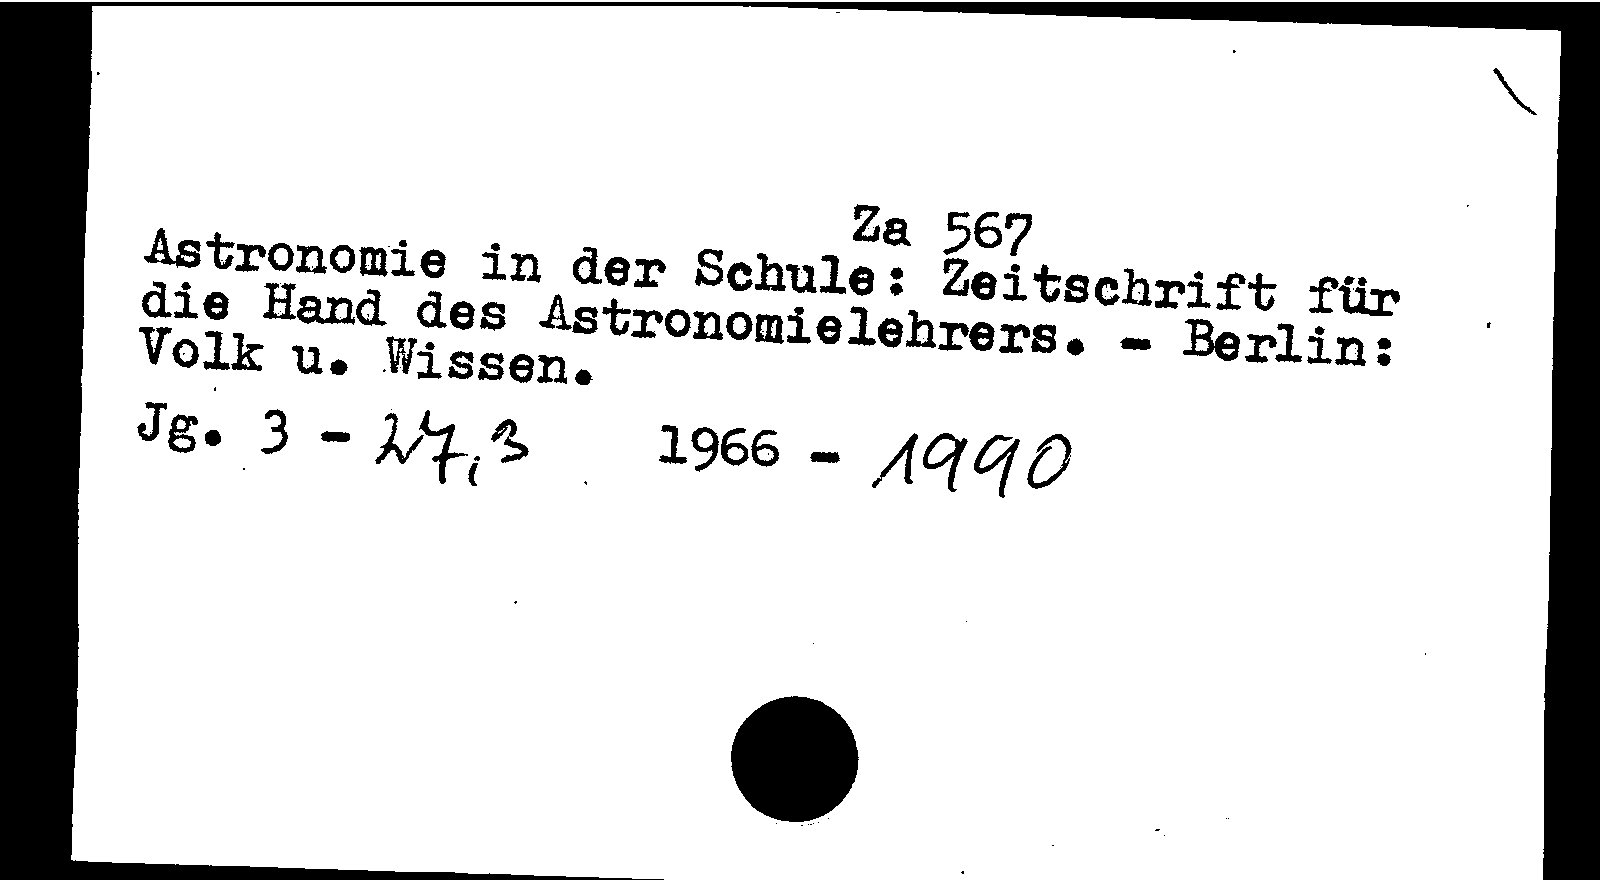 Za 567
Astronomie in der Schule: Zeitschrift für
die Hand des Astronomielehrers. - Berlin:
Volk u. Wissen.
Jg. 3 - 27,3 1966 - 1990